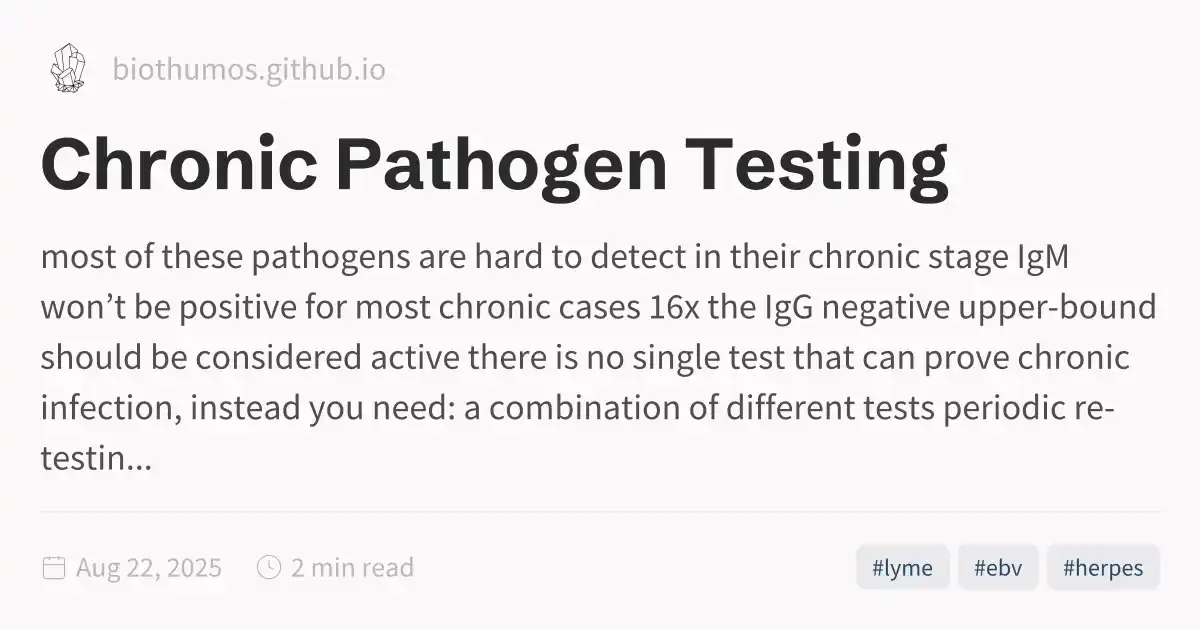 biothumos.github.io
Chronic Pathogen Testing
most of these pathogens are hard to detect in their chronic stage IgM
won’t be positive for most chronic cases 16x the IgG negative upper-bound
should be considered active there is no single test that can prove chronic
infection, instead you need: a combination of different tests periodic re-
testin...
Aug 22, 2025 2 min read #lyme #ebv #herpes